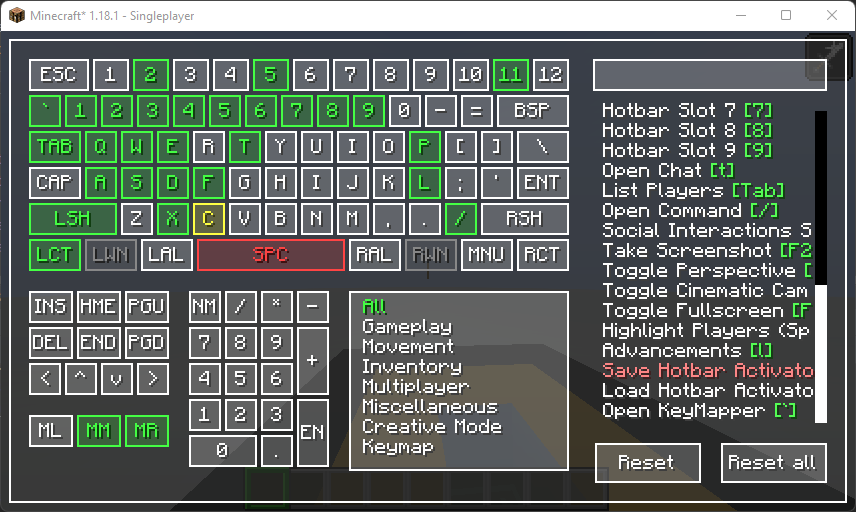 Minecraft* 1.18.1 - Singleplayer
ESC 1 2 3 4 5 6 7 8 9 10 11 12
` 1 2 3 4 5 6 7 8 9 0 - = BSP
TAB Q W E R T Y U I O P [ ] \
CAP A S D F G H I J K L ; ' ENT
LSH Z X C V B N M , . / RSH
LCT LWN LAL SPC RAL RWN MNU RCT
INS HME PGU
DEL END PGD
< ^ v >
ML MM MR
NM / * -
7 8 9 +
4 5 6
1 2 3 EN
0 .
All
Gameplay
Movement
Inventory
Multiplayer
Miscellaneous
Creative Mode
Keymap
Hotbar Slot 7 [7]
Hotbar Slot 8 [8]
Hotbar Slot 9 [9]
Open Chat [t]
List Players [Tab]
Open Command [/]
Social Interactions S
Take Screenshot [F2
Toggle Perspective [
Toggle Cinematic Cam
Toggle Fullscreen [F
Highlight Players (Sp
Advancements [l]
Save Hotbar Activato
Load Hotbar Activato
Open KeyMapper [`]
Reset Reset all